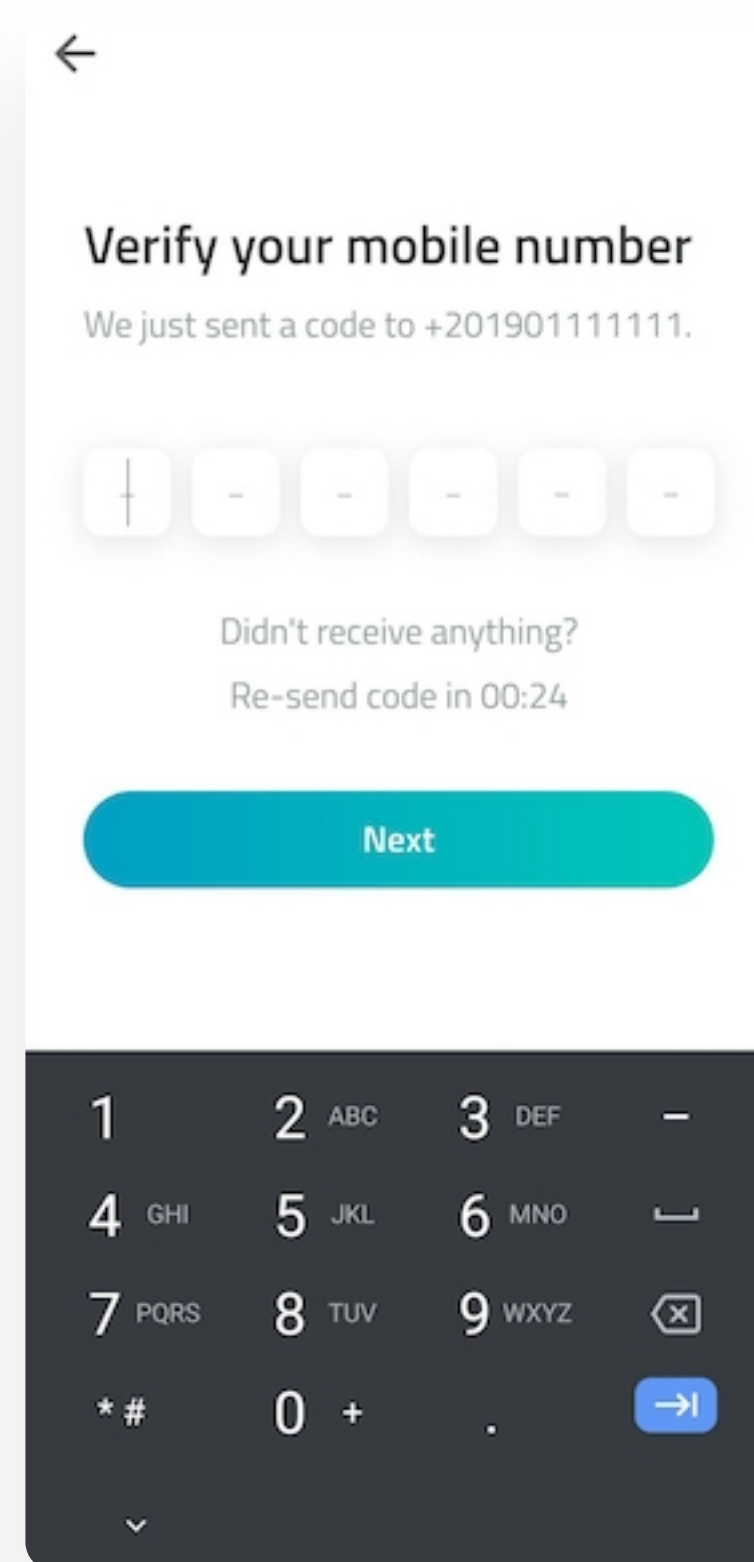 Verify your mobile number
We just sent a code to +201901111111.
- - - - - -
Didn't receive anything?
Re-send code in 00:24
Next
1 2 ABC 3 DEF -
4 GHI 5 JKL 6 MNO
7 PQRS 8 TUV 9 WXYZ
* # 0 + .